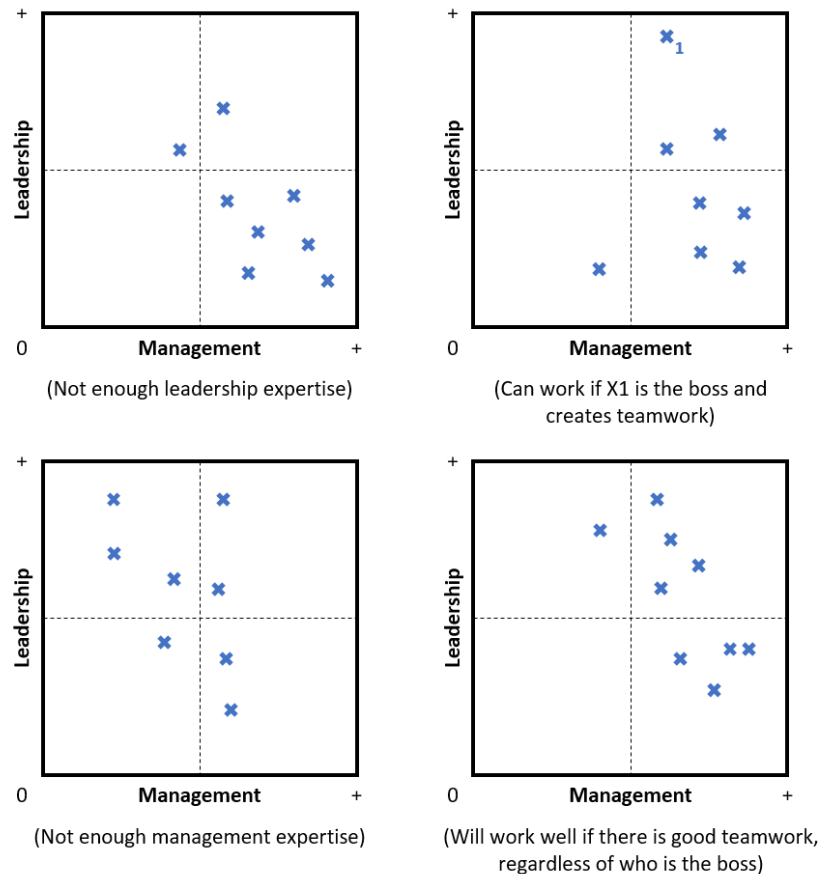 +
+
1
Leadership
Leadership
0
Management
+
0
Management
+
(Not enough leadership expertise)
(Can work if X1 is the boss and
creates teamwork)
+
+
Leadership
Leadership
0
Management
+
0
Management
+
(Not enough management expertise)
(Will work well if there is good teamwork,
regardless of who is the boss)